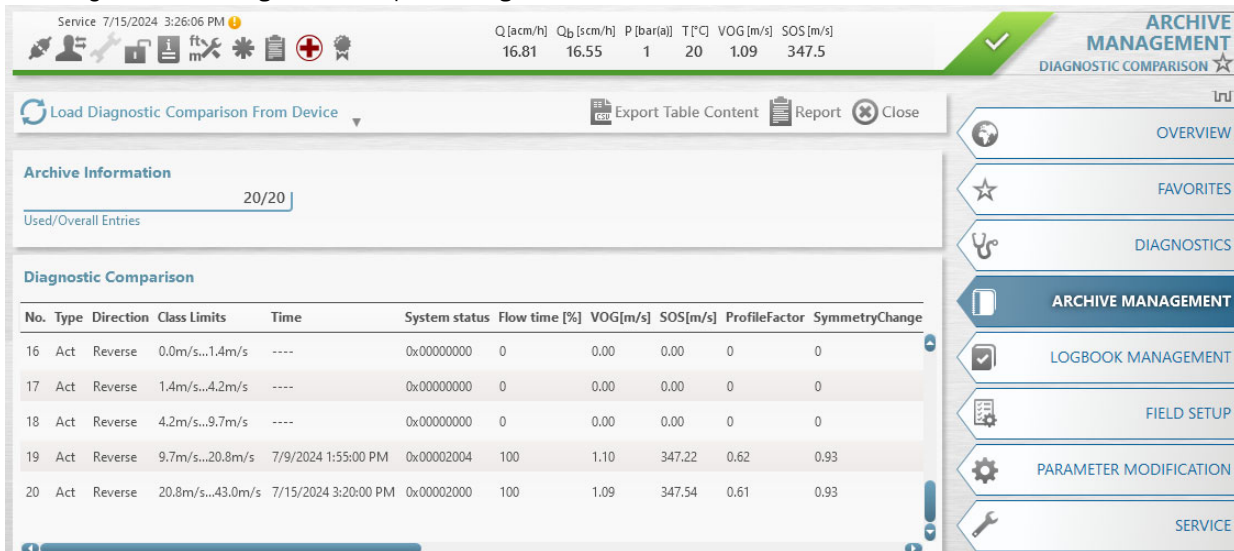 Service 7/15/2024 3:26:06 PM
Q [acm/h] Qb [scm/h] P [bar(a)] T [°C] VOG [m/s] SOS [m/s]
16.81 16.55 1 20 1.09 347.5
ARCHIVE
MANAGEMENT
DIAGNOSTIC COMPARISON
Load Diagnostic Comparison From Device
Export Table Content Report Close
Archive Information
20/20
Used/Overall Entries
Diagnostic Comparison
No. Type Direction Class Limits Time System status Flow time [%] VOG[m/s] SOS[m/s] ProfileFactor SymmetryChange
16 Act Reverse 0.0m/s...1.4m/s ---- 0x00000000 0 0.00 0.00 0 0
17 Act Reverse 1.4m/s...4.2m/s ---- 0x00000000 0 0.00 0.00 0 0
18 Act Reverse 4.2m/s...9.7m/s ---- 0x00000000 0 0.00 0.00 0 0
19 Act Reverse 9.7m/s...20.8m/s 7/9/2024 1:55:00 PM 0x00002004 100 1.10 347.22 0.62 0.93
20 Act Reverse 20.8m/s...43.0m/s 7/15/2024 3:20:00 PM 0x00002000 100 1.09 347.54 0.61 0.93
OVERVIEW
FAVORITES
DIAGNOSTICS
ARCHIVE MANAGEMENT
LOGBOOK MANAGEMENT
FIELD SETUP
PARAMETER MODIFICATION
SERVICE